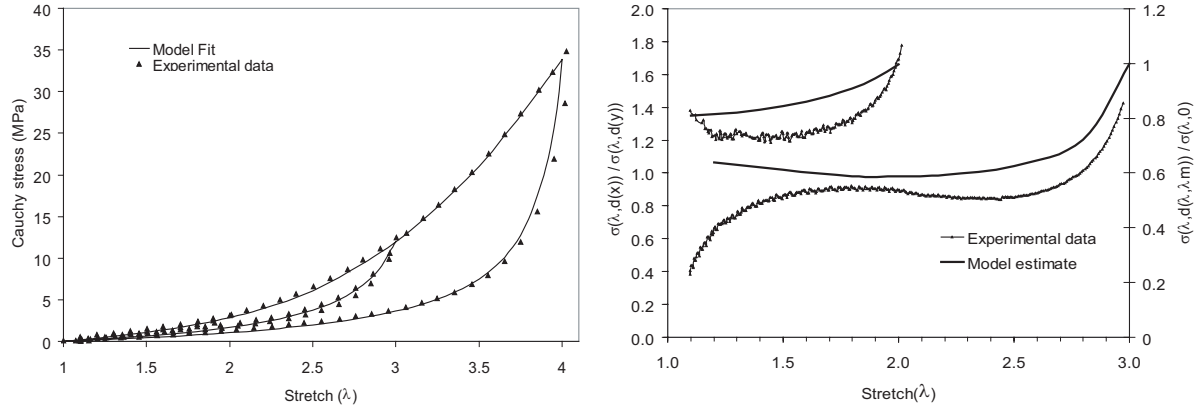 40
35
30
25
20
15
10
5
0
Cauchy stress (MPa)
Model Fit
Experimental data
1 1.5 2 2.5 3 3.5 4
Stretch (λ)
2.0
1.8
1.6
1.4
1.2
1.0
0.8
0.6
0.4
0.2
0.0
σ(λ,d(x)) / σ(λ,d(y))
Experimental data
Model estimate
1.0 1.5 2.0 2.5 3.0
Stretch(λ)
1.2
1
0.8
0.6
0.4
0.2
0
σ(λ,d(λ,λm)) / σ(λ,0)